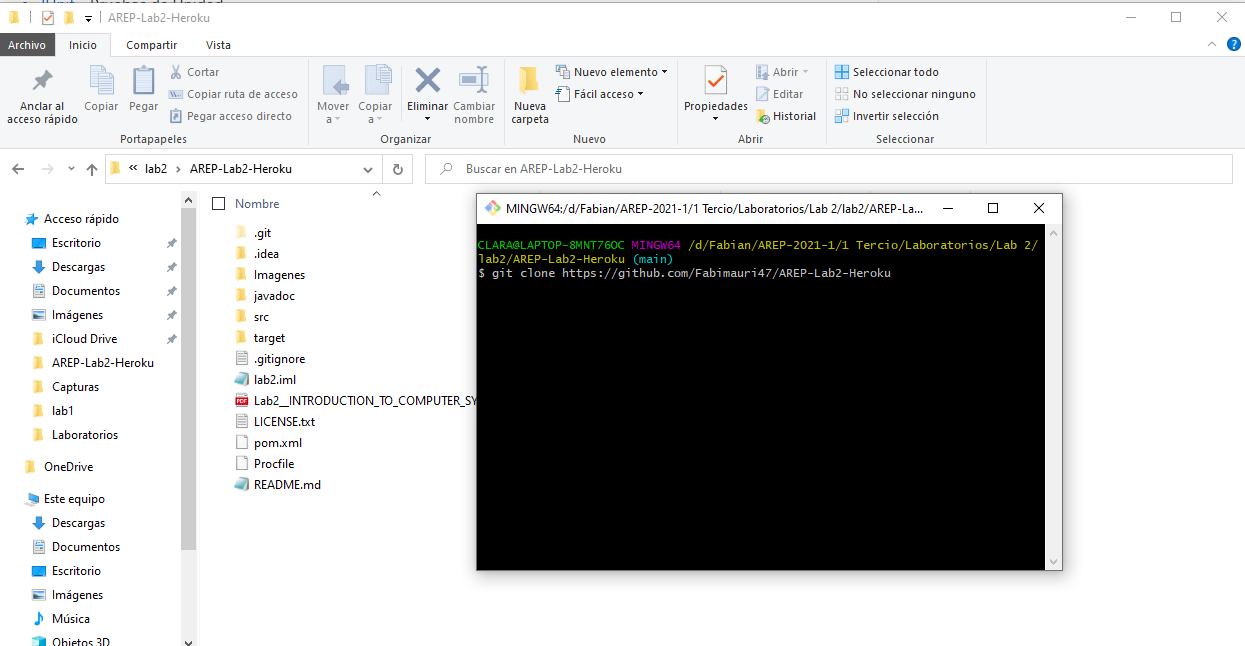 AREP-Lab2-Heroku
Archivo Inicio Compartir Vista
Anclar al acceso rápido
Copiar
Pegar
Cortar
Copiar ruta de acceso
Pegar acceso directo
Portapapeles
Mover a
Copiar a
Eliminar
Cambiar nombre
Organizar
Nueva carpeta
Nuevo elemento
Fácil acceso
Nuevo
Propiedades
Abrir
Editar
Historial
Abrir
Seleccionar todo
No seleccionar ninguno
Invertir selección
Seleccionar
« lab2 › AREP-Lab2-Heroku
Buscar en AREP-Lab2-Heroku
Acceso rápido
Escritorio
Descargas
Documentos
Imágenes
iCloud Drive
AREP-Lab2-Heroku
Capturas
lab1
Laboratorios
OneDrive
Este equipo
Descargas
Documentos
Escritorio
Imágenes
Música
Objetos 3D
Nombre
.git
.idea
Imagenes
javadoc
src
target
.gitignore
lab2.iml
Lab2__INTRODUCTION_TO_COMPUTER_SY
LICENSE.txt
pom.xml
Procfile
README.md
MINGW64:/d/Fabian/AREP-2021-1/1 Tercio/Laboratorios/Lab 2/lab2/AREP-La...
CLARA@LAPTOP-8MNT76OC MINGW64 /d/Fabian/AREP-2021-1/1 Tercio/Laboratorios/Lab 2/
lab2/AREP-Lab2-Heroku (main)
$ git clone https://github.com/Fabimauri47/AREP-Lab2-Heroku